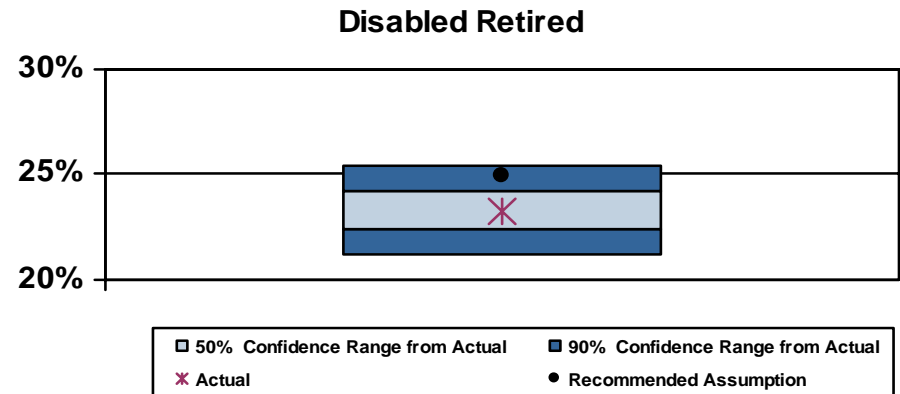 Disabled Retired
30%
25%
20%
50% Confidence Range from Actual
90% Confidence Range from Actual
Actual
Recommended Assumption